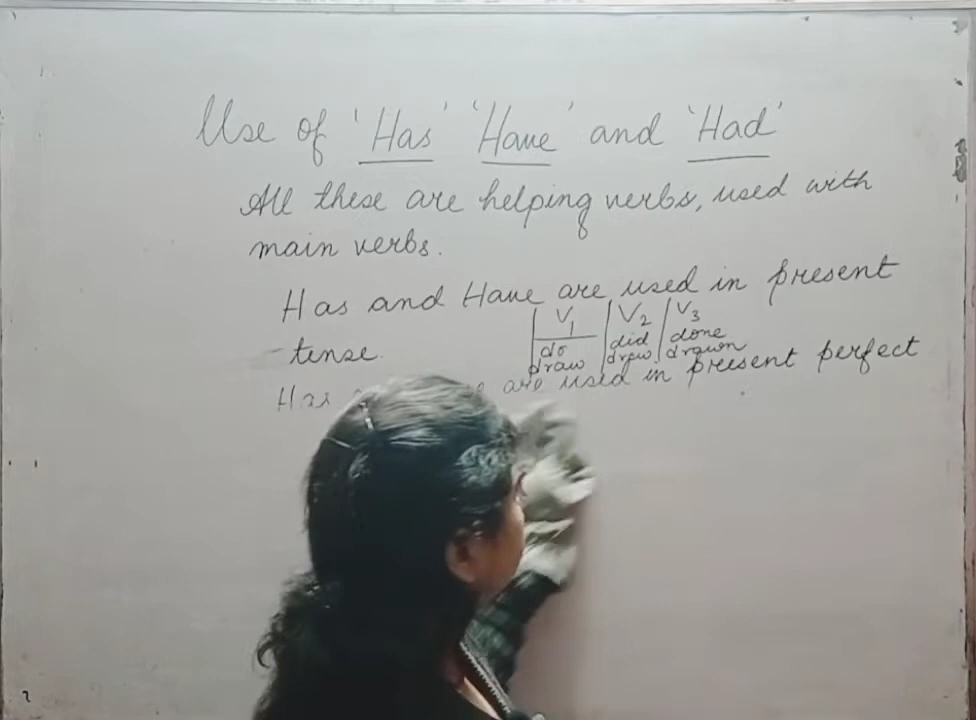 Use of 'Has' 'Have' and 'Had'
All these are helping verbs, used with
main verbs.
Has and Have are used in present
tense.
V1 V2 V3
do did done
draw drew drawn
Has are used in present perfect